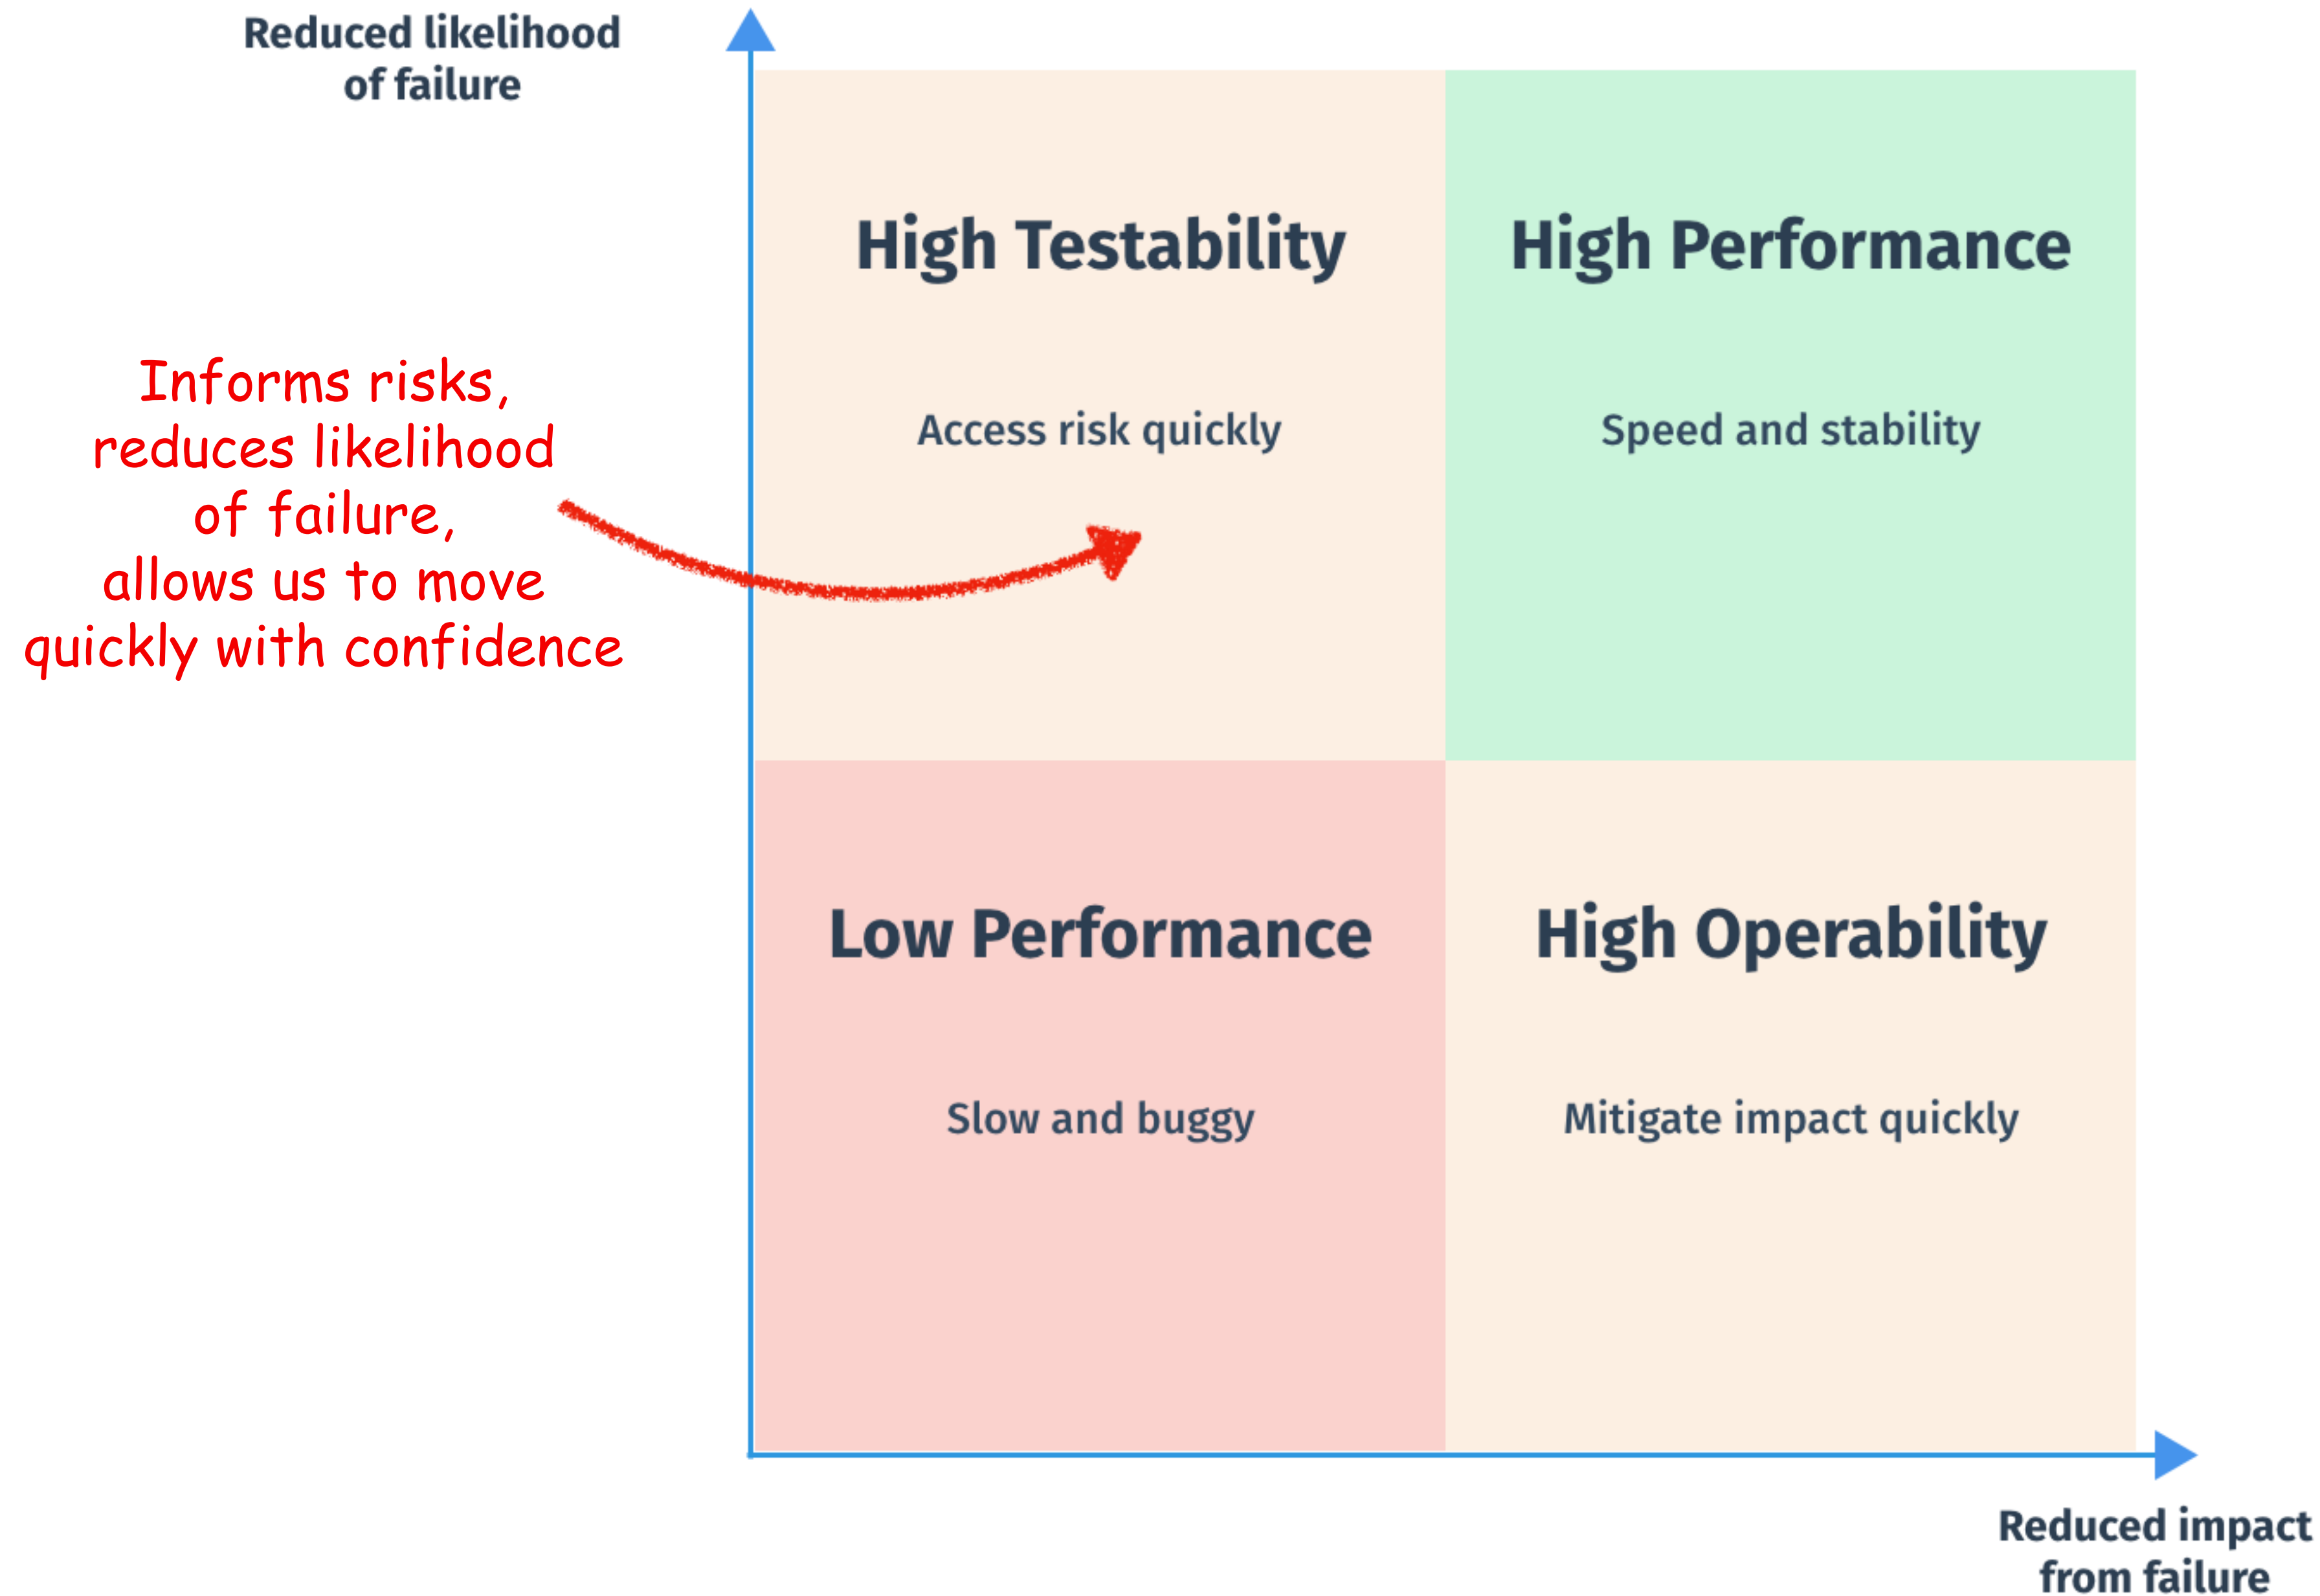 Reduced likelihood
of failure
High Testability
High Performance
Informs risks,
reduces likelihood
of failure,
allows us to move
quickly with confidence
Access risk quickly
Speed and stability
Low Performance
High Operability
Slow and buggy
Mitigate impact quickly
Reduced impact
from failure